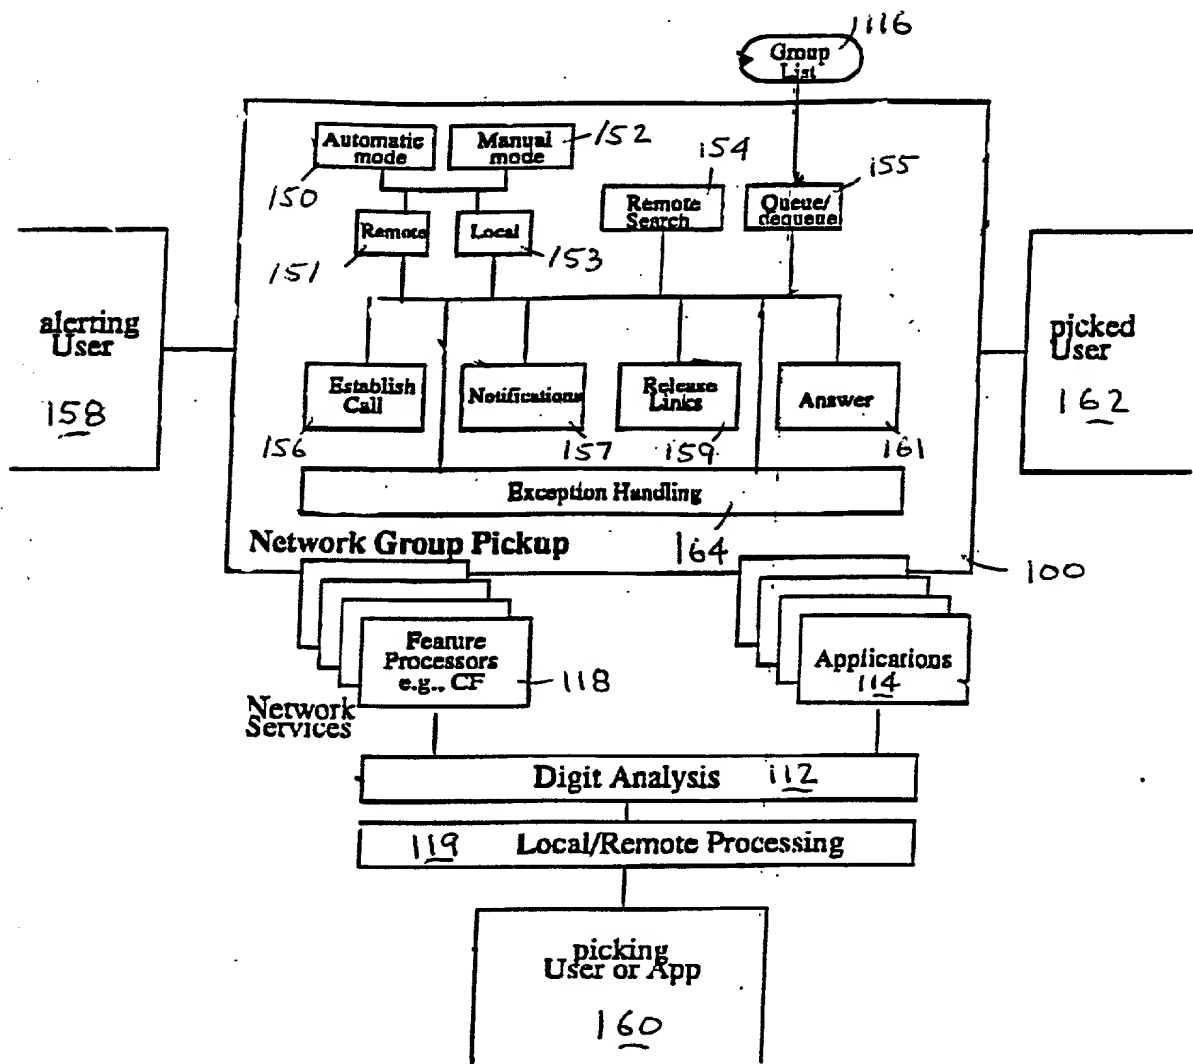 1116
Group
List
Automatic
mode
Manual
mode
152
154
155
150
Remote
Search
Queue/
dequeue
Remote
Local
151
153
alerting
User
158
picked
User
162
Establish
Call
Notifications
Release
Links
Answer
156
157
159
161
Exception Handling
Network Group Pickup
164
100
Feature
Processors
e.g., CF
118
Applications
114
Network
Services
Digit Analysis 112
119 Local/Remote Processing
picking
User or App
160